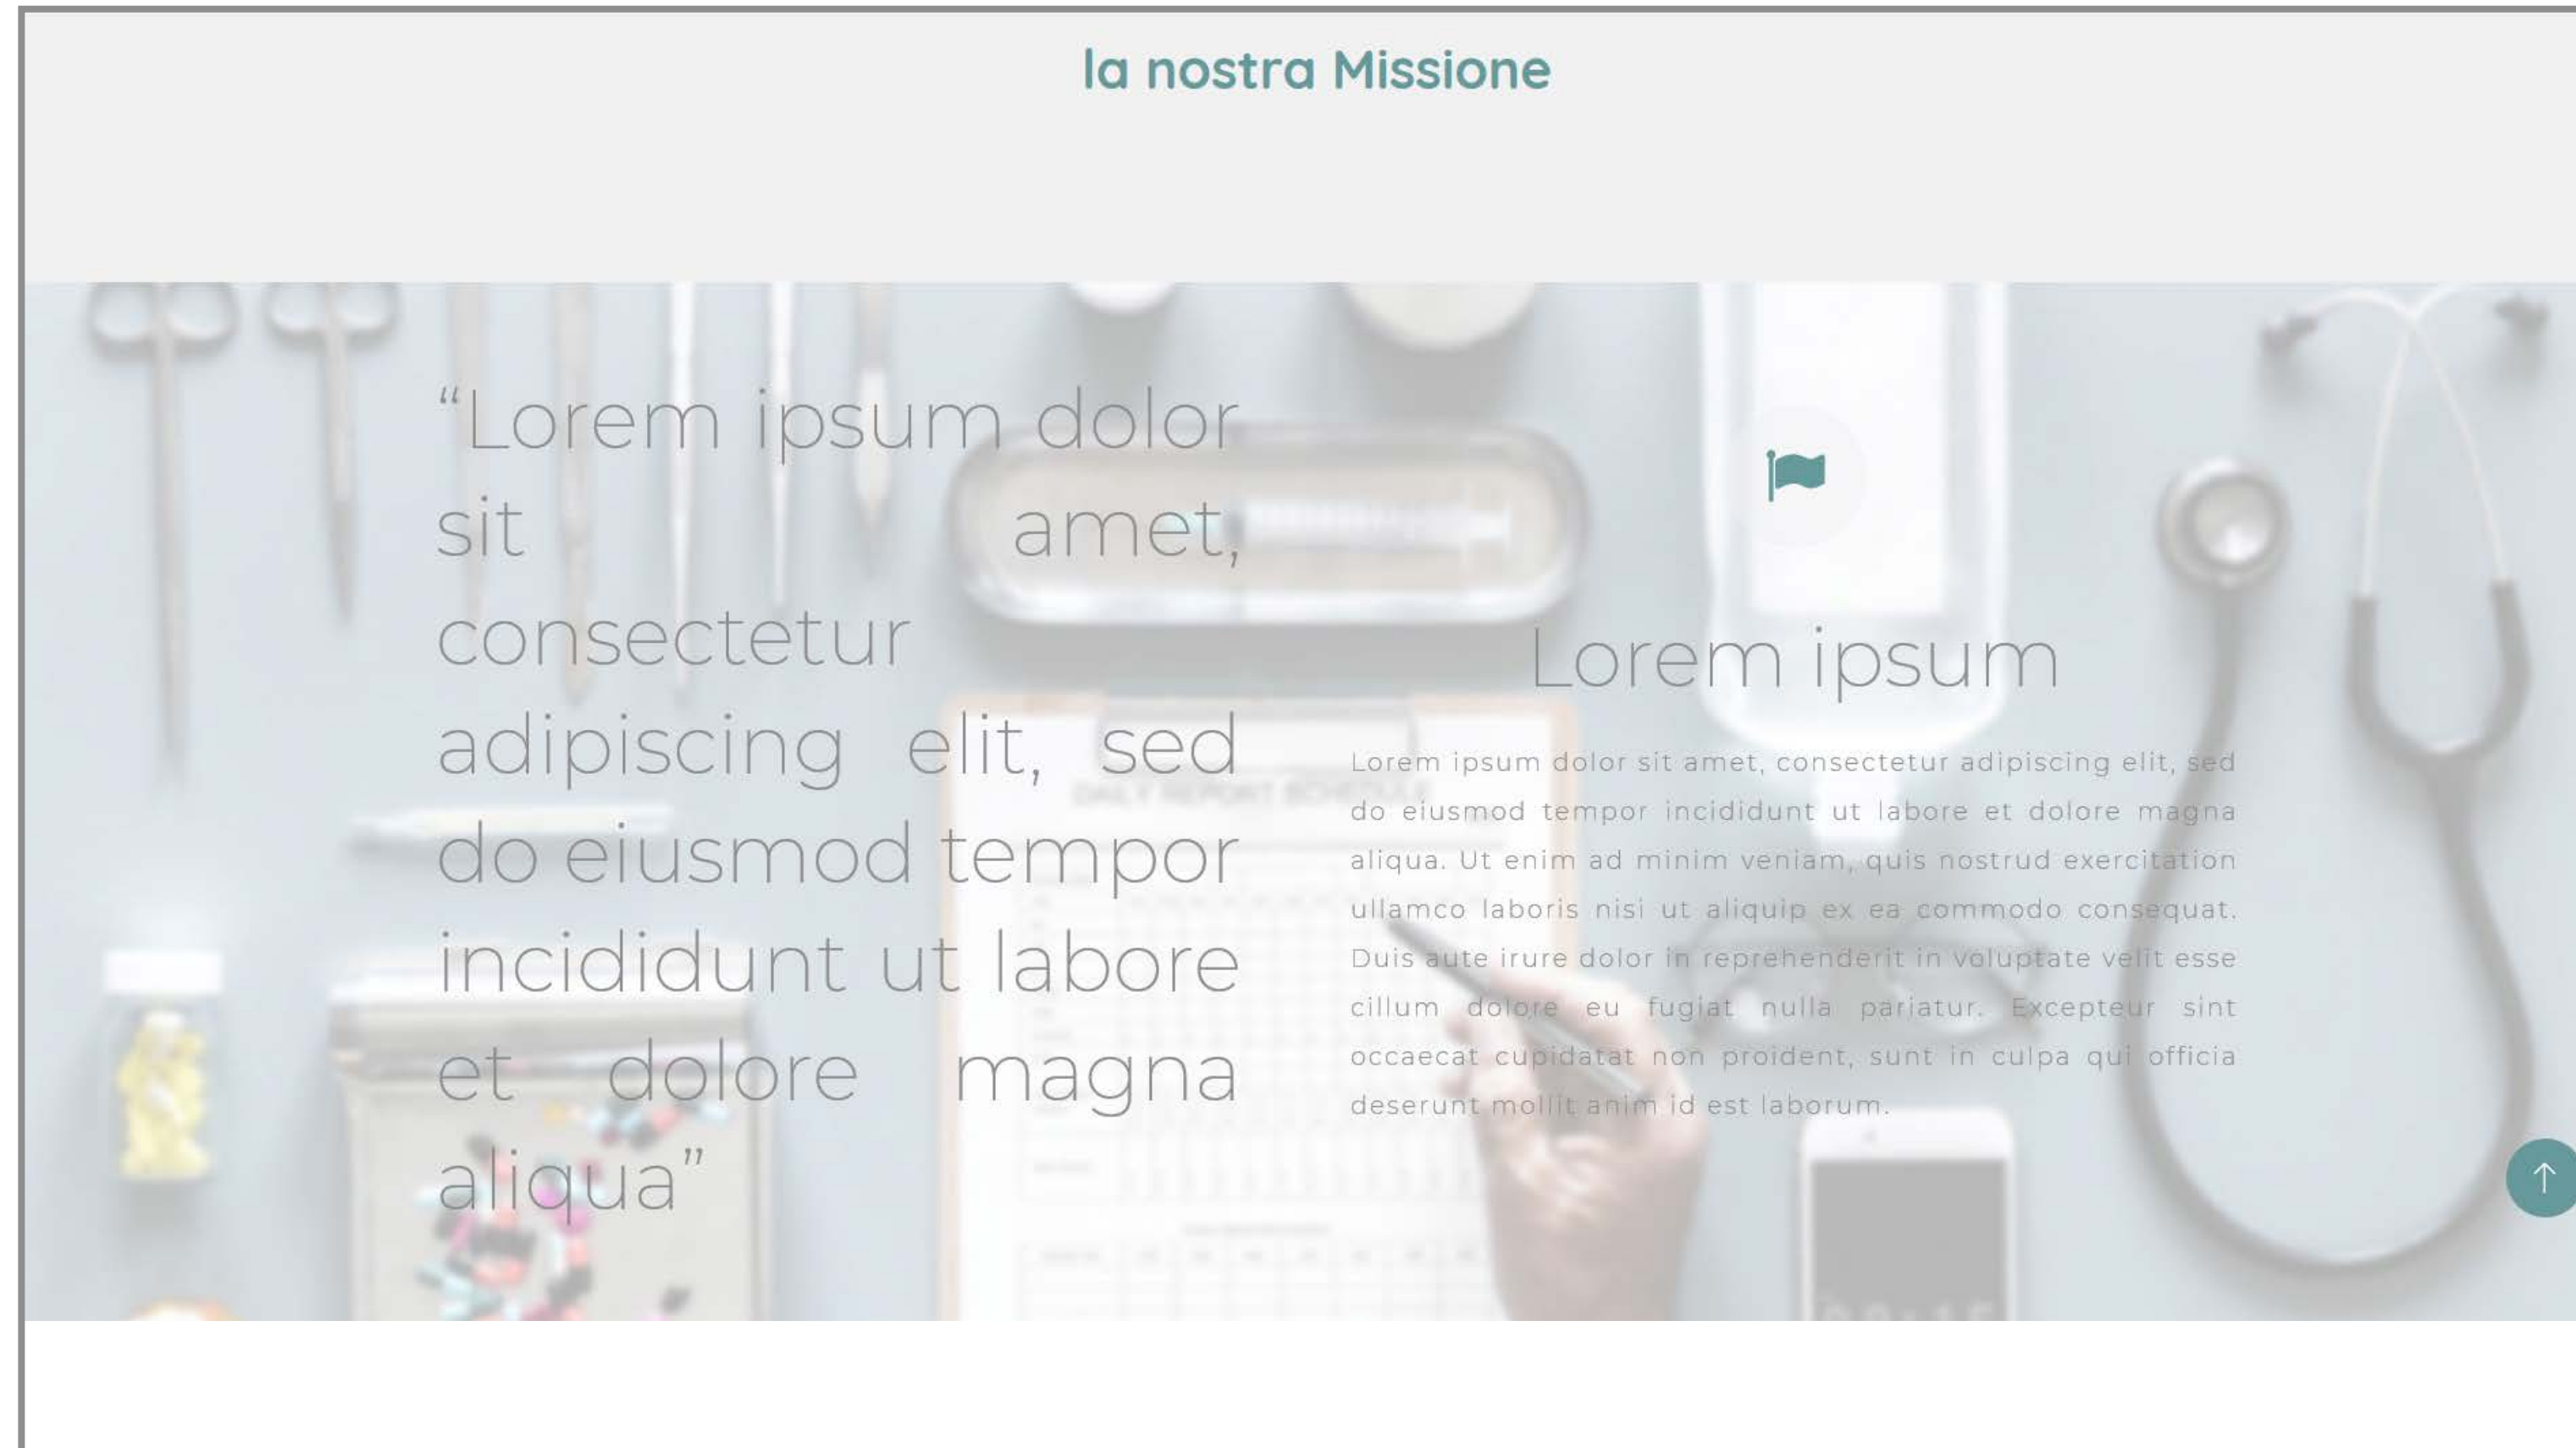 la nostra Missione
“Lorem ipsum dolor
sit amet,
consectetur
adipiscing elit, sed
do eiusmod tempor
incididunt ut labore
et dolore magna
aliqua”
Lorem ipsum
Lorem ipsum dolor sit amet, consectetur adipiscing elit, sed
do eiusmod tempor incididunt ut labore et dolore magna
aliqua. Ut enim ad minim veniam, quis nostrud exercitation
ullamco laboris nisi ut aliquip ex ea commodo consequat.
Duis aute irure dolor in reprehenderit in voluptate velit esse
cillum dolore eu fugiat nulla pariatur. Excepteur sint
occaecat cupidatat non proident, sunt in culpa qui officia
deserunt mollit anim id est laborum.
DAILY REPORT SCHEDULE